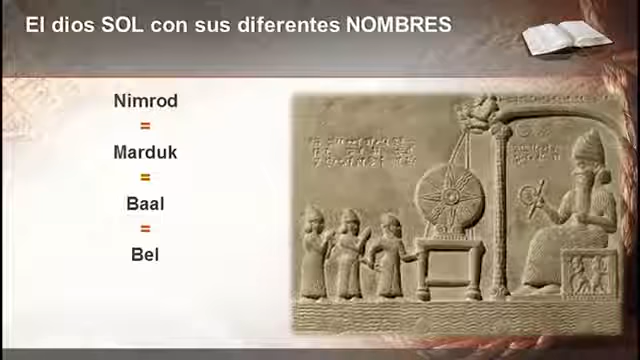 El dios SOL con sus diferentes NOMBRES
Nimrod
=
Marduk
=
Baal
=
Bel